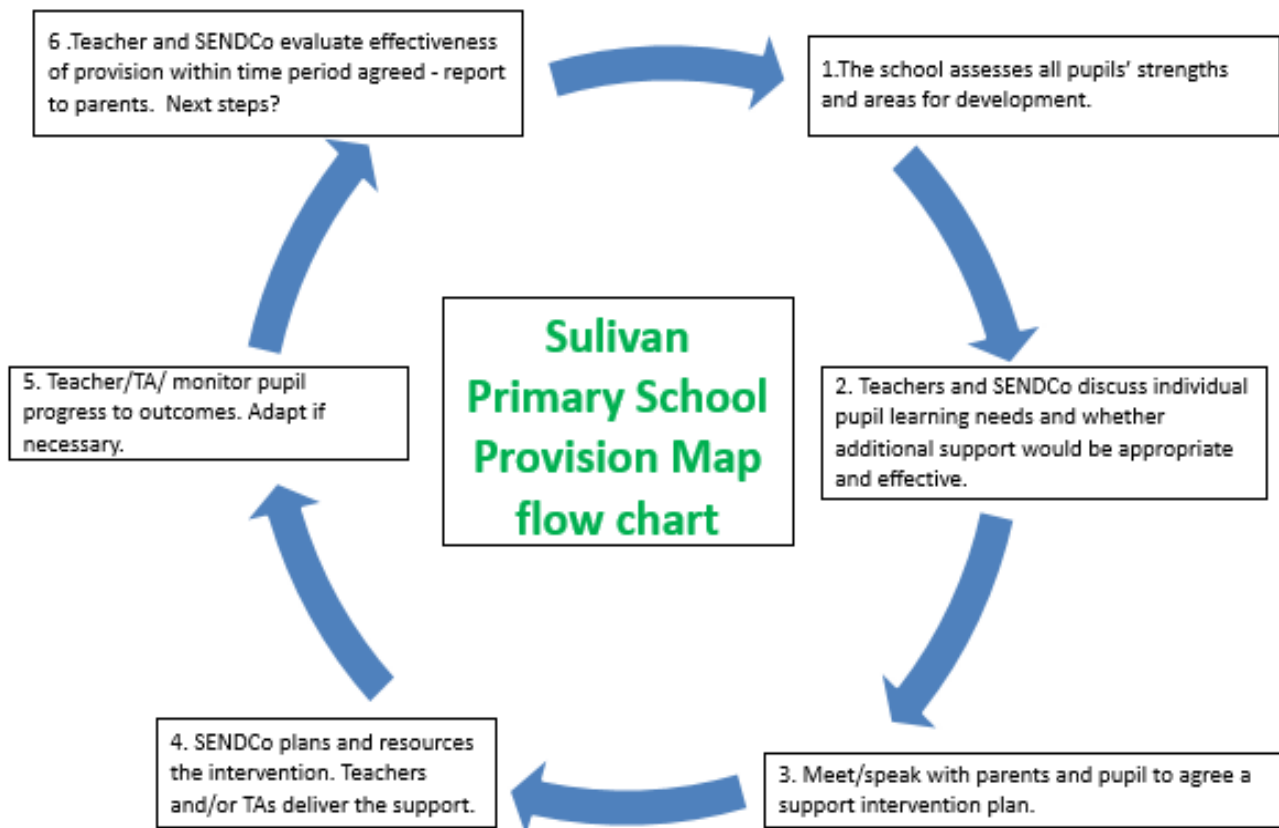 6 .Teacher and SENDCo evaluate effectiveness
of provision within time period agreed - report
to parents.  Next steps?
1.The school assesses all pupils’ strengths
and areas for development.
Sulivan
Primary School
Provision Map
flow chart
5. Teacher/TA/ monitor pupil
progress to outcomes. Adapt if
necessary.
2. Teachers and SENDCo discuss individual
pupil learning needs and whether
additional support would be appropriate
and effective.
4. SENDCo plans and resources
the intervention. Teachers
and/or TAs deliver the support.
3. Meet/speak with parents and pupil to agree a
support intervention plan.